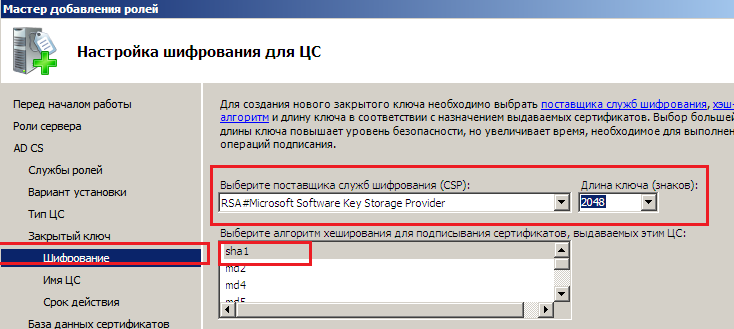 Мастер добавления ролей
Настройка шифрования для ЦС
Перед началом работы
Роли сервера
AD CS
Службы ролей
Вариант установки
Тип ЦС
Закрытый ключ
Шифрование
Имя ЦС
Срок действия
База данных сертификатов
Для создания нового закрытого ключа необходимо выбрать поставщика служб шифрования, хэш-
алгоритм и длину ключа в соответствии с назначением выдаваемых сертификатов. Выбор большей
длины ключа повышает уровень безопасности, но увеличивает время, необходимое для выполнен
операций подписания.
Выберите поставщика служб шифрования (CSP):
Длина ключа (знаков):
RSA#Microsoft Software Key Storage Provider
2048
Выберите алгоритм хеширования для подписывания сертификатов, выдаваемых этим ЦС:
sha1
md2
md4
md5